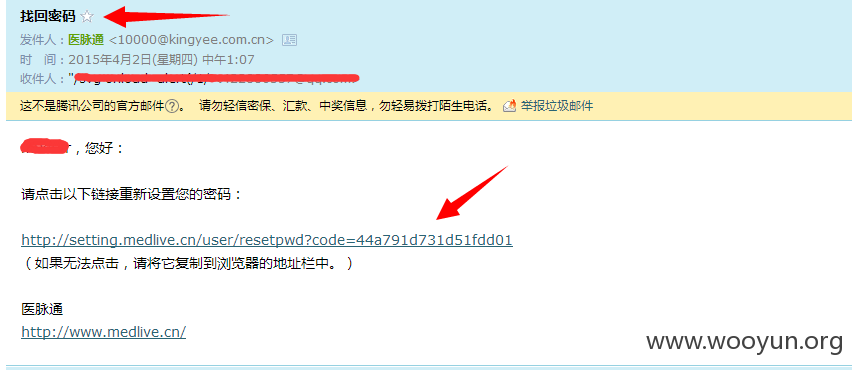 找回密码
发件人：医脉通 <10000@kingyee.com.cn>
时 间：2015年4月2日(星期四) 中午1:07
收件人：
这不是腾讯公司的官方邮件。 请勿轻信密保、汇款、中奖信息，勿轻易拨打陌生电话。 举报垃圾邮件
，您好：
请点击以下链接重新设置您的密码：
http://setting.medlive.cn/user/resetpwd?code=44a791d731d51fdd01
（如果无法点击，请将它复制到浏览器的地址栏中。）
医脉通
http://www.medlive.cn/
www.wooyun.org